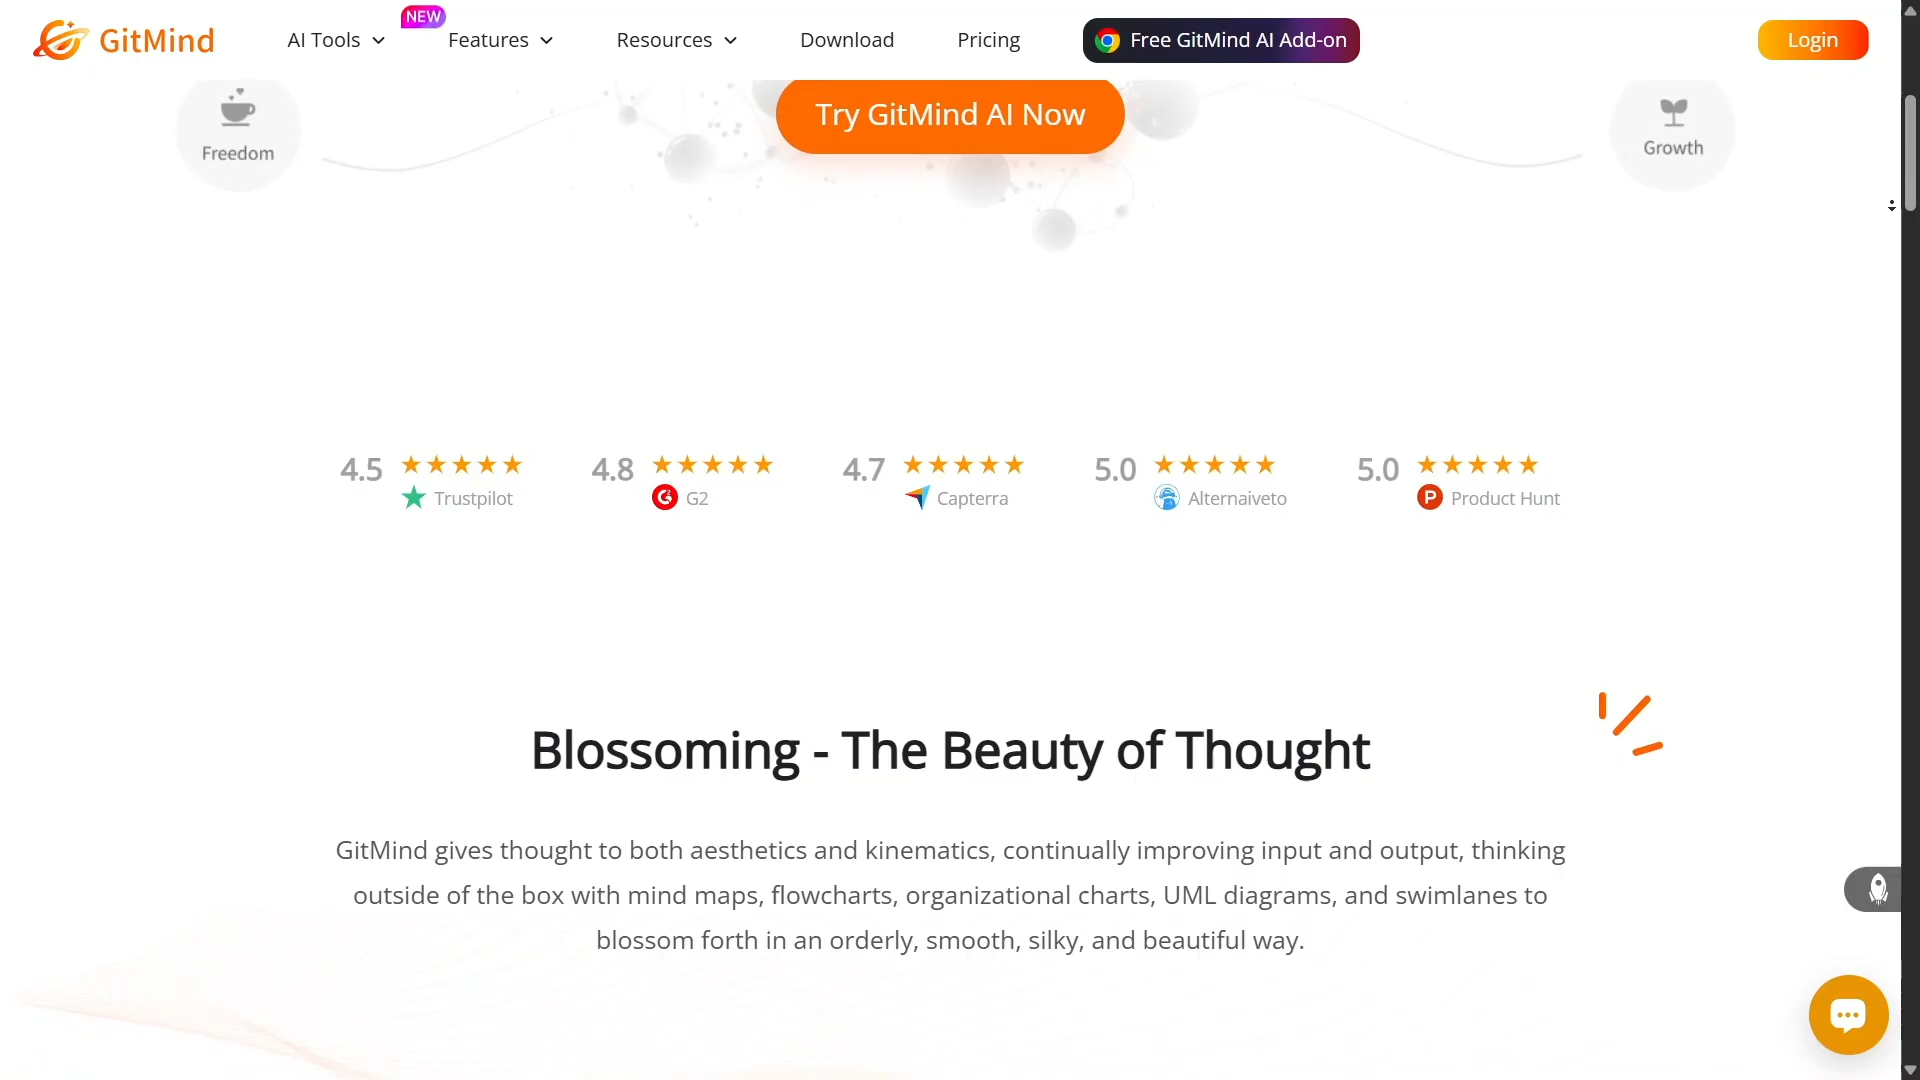 GitMind
AI Tools
NEW
Features
Resources
Download
Pricing
Free GitMind AI Add-on
Login
Freedom
Try GitMind AI Now
Growth
4.5
Trustpilot
4.8
G2
4.7
Capterra
5.0
Alternaiveto
5.0
Product Hunt
Blossoming - The Beauty of Thought
GitMind gives thought to both aesthetics and kinematics, continually improving input and output, thinking
outside of the box with mind maps, flowcharts, organizational charts, UML diagrams, and swimlanes to
blossom forth in an orderly, smooth, silky, and beautiful way.